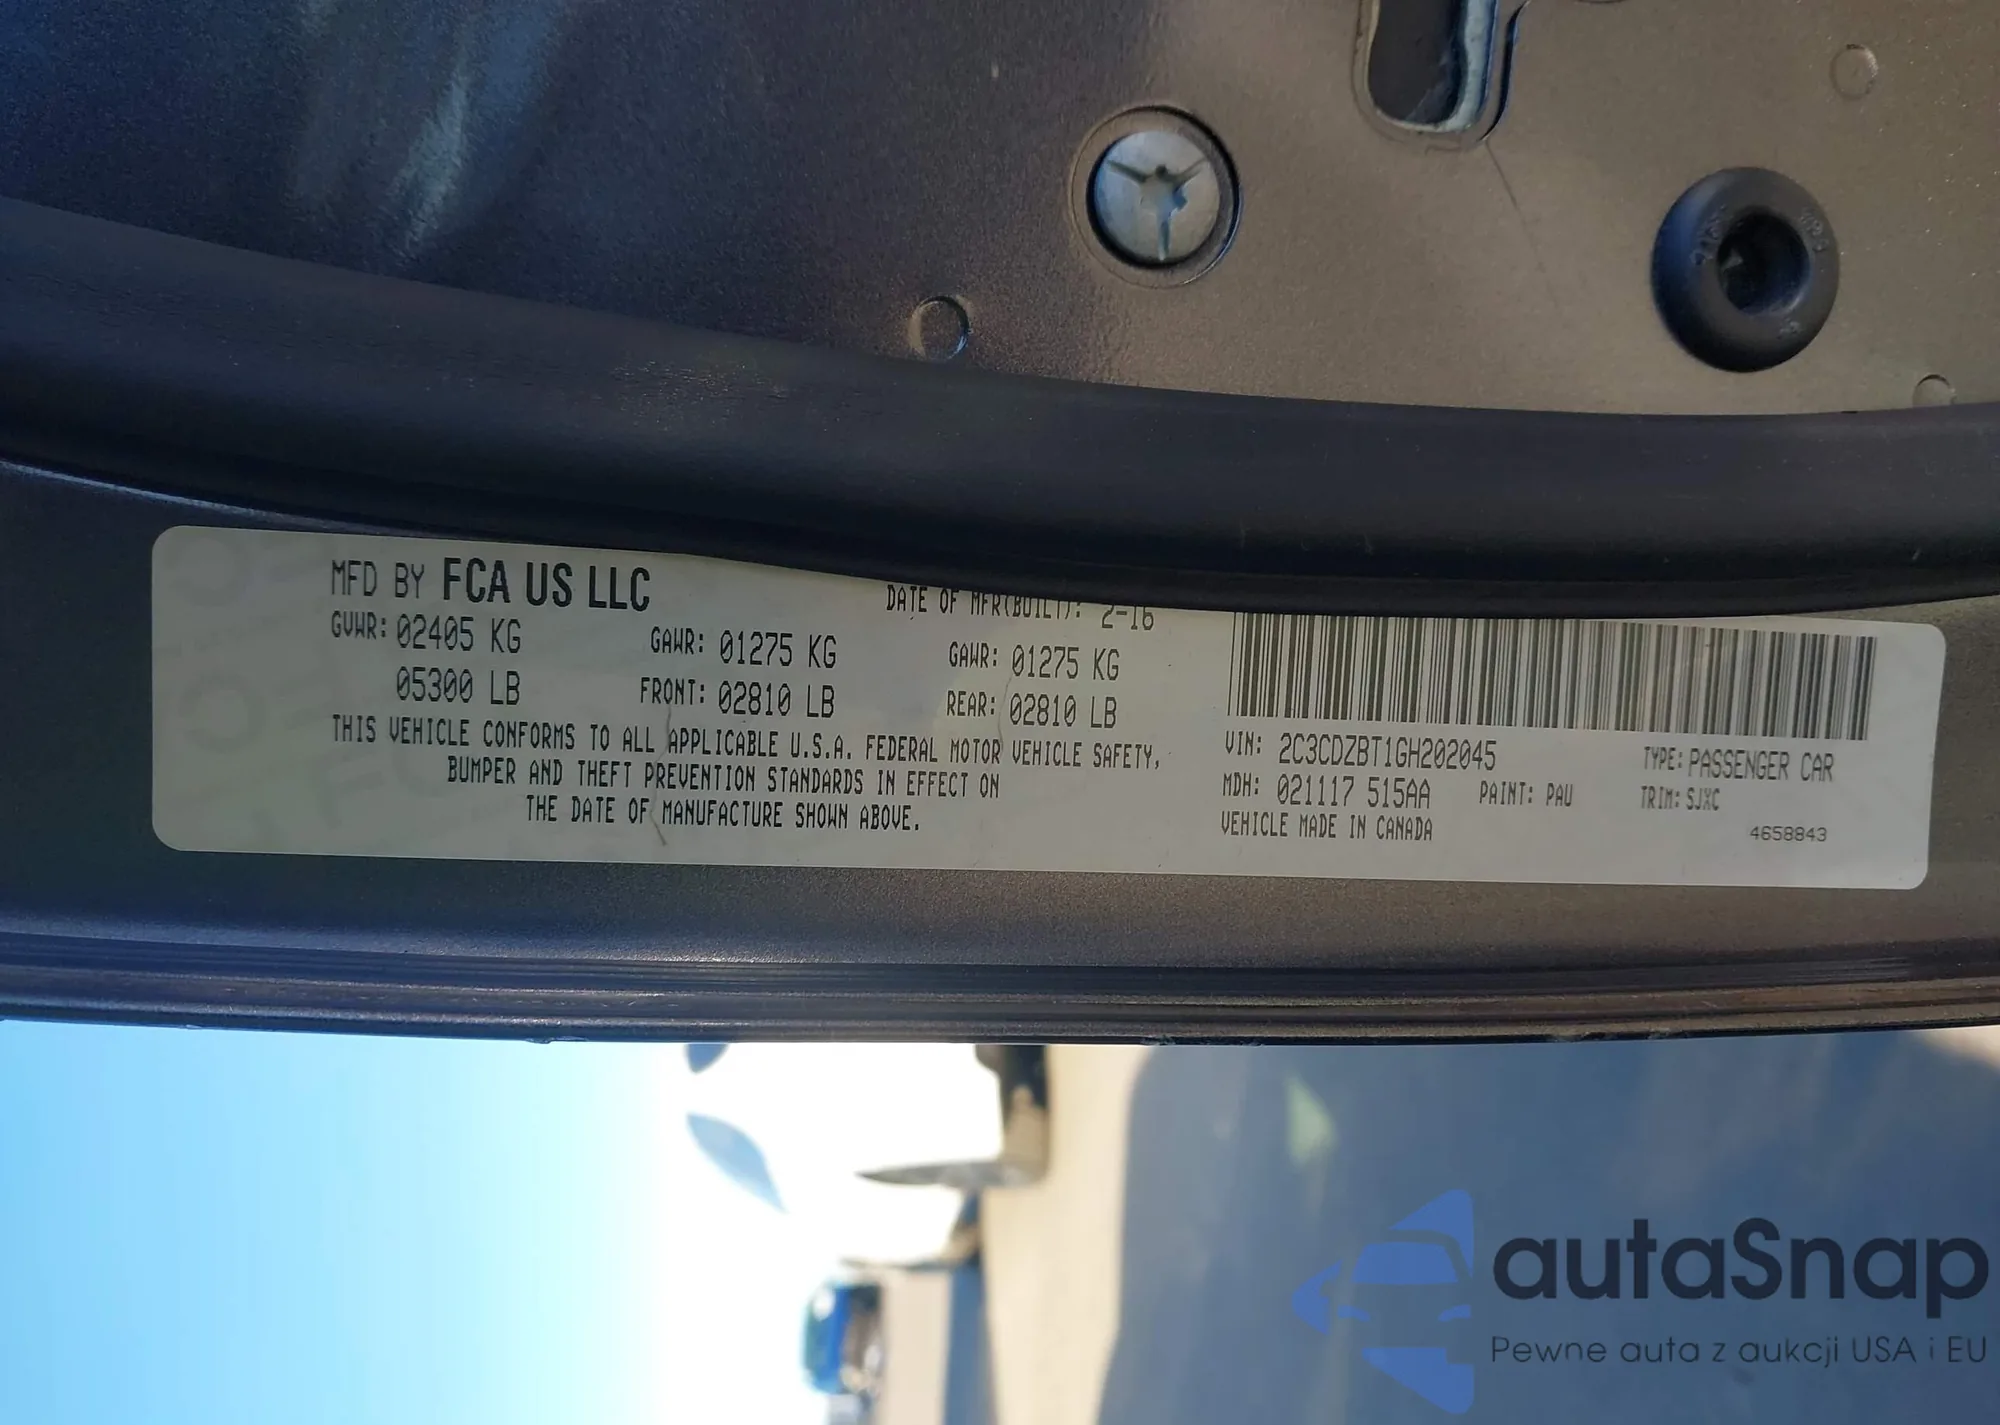 MFD BY FCA US LLC
DATE OF MFR(BUILT): 2-16
GVWR: 02405 KG
GAWR: 01275 KG
GAWR: 01275 KG
05300 LB
FRONT: 02810 LB
REAR: 02810 LB
THIS VEHICLE CONFORMS TO ALL APPLICABLE U.S.A. FEDERAL MOTOR VEHICLE SAFETY,
BUMPER AND THEFT PREVENTION STANDARDS IN EFFECT ON
THE DATE OF MANUFACTURE SHOWN ABOVE.
VIN: 2C3CDZBT1GH202045
TYPE: PASSENGER CAR
MDH: 021117 515AA
PAINT: PAU
TRIM: SJXC
VEHICLE MADE IN CANADA
4658843
autaSnap
Pewne auta z aukcji USA i EU